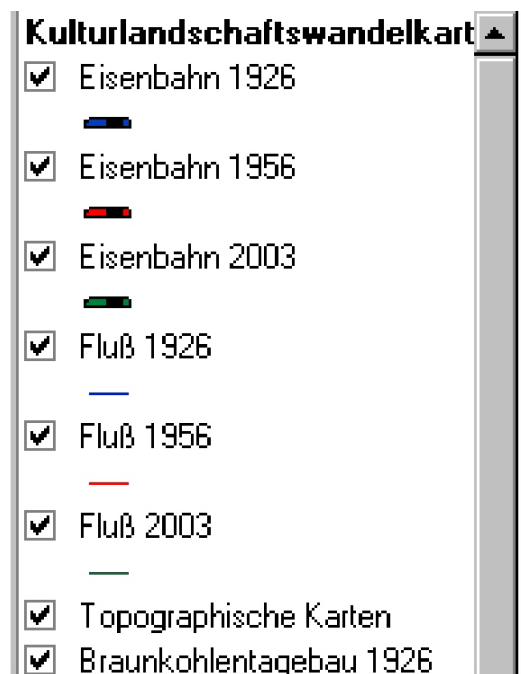 Kulturlandschaftswandelkart
Eisenbahn 1926
Eisenbahn 1956
Eisenbahn 2003
Fluß 1926
Fluß 1956
Fluß 2003
Topographische Karten
Braunkohlentagebau 1926